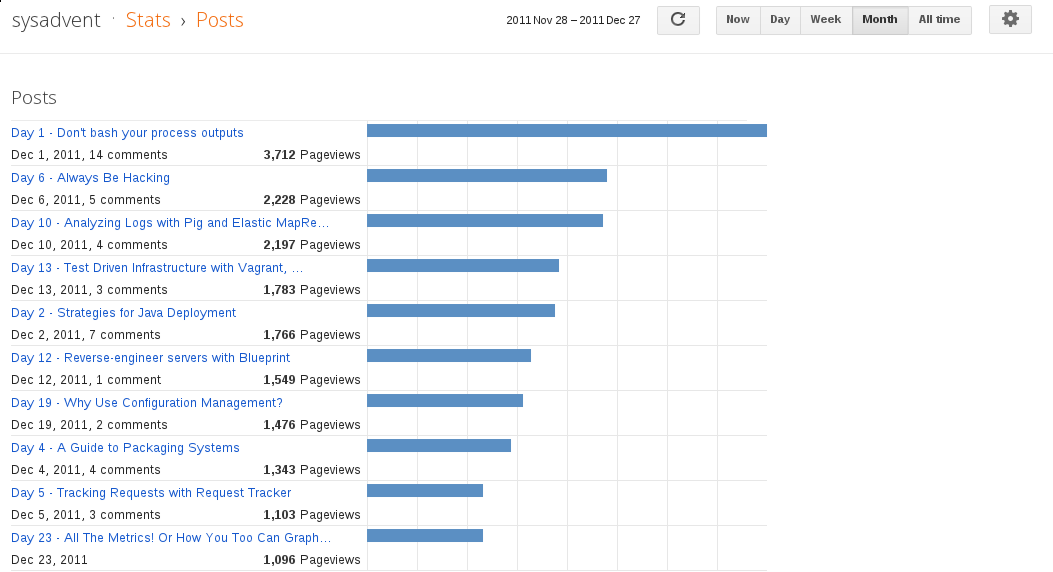 sysadvent · Stats › Posts
2011 Nov 28 – 2011 Dec 27
Now Day Week Month All time
Posts
Day 1 - Don't bash your process outputs
Dec 1, 2011, 14 comments 3,712 Pageviews
Day 6 - Always Be Hacking
Dec 6, 2011, 5 comments 2,228 Pageviews
Day 10 - Analyzing Logs with Pig and Elastic MapRe...
Dec 10, 2011, 4 comments 2,197 Pageviews
Day 13 - Test Driven Infrastructure with Vagrant, ...
Dec 13, 2011, 3 comments 1,783 Pageviews
Day 2 - Strategies for Java Deployment
Dec 2, 2011, 7 comments 1,766 Pageviews
Day 12 - Reverse-engineer servers with Blueprint
Dec 12, 2011, 1 comment 1,549 Pageviews
Day 19 - Why Use Configuration Management?
Dec 19, 2011, 2 comments 1,476 Pageviews
Day 4 - A Guide to Packaging Systems
Dec 4, 2011, 4 comments 1,343 Pageviews
Day 5 - Tracking Requests with Request Tracker
Dec 5, 2011, 3 comments 1,103 Pageviews
Day 23 - All The Metrics! Or How You Too Can Graph...
Dec 23, 2011 1,096 Pageviews